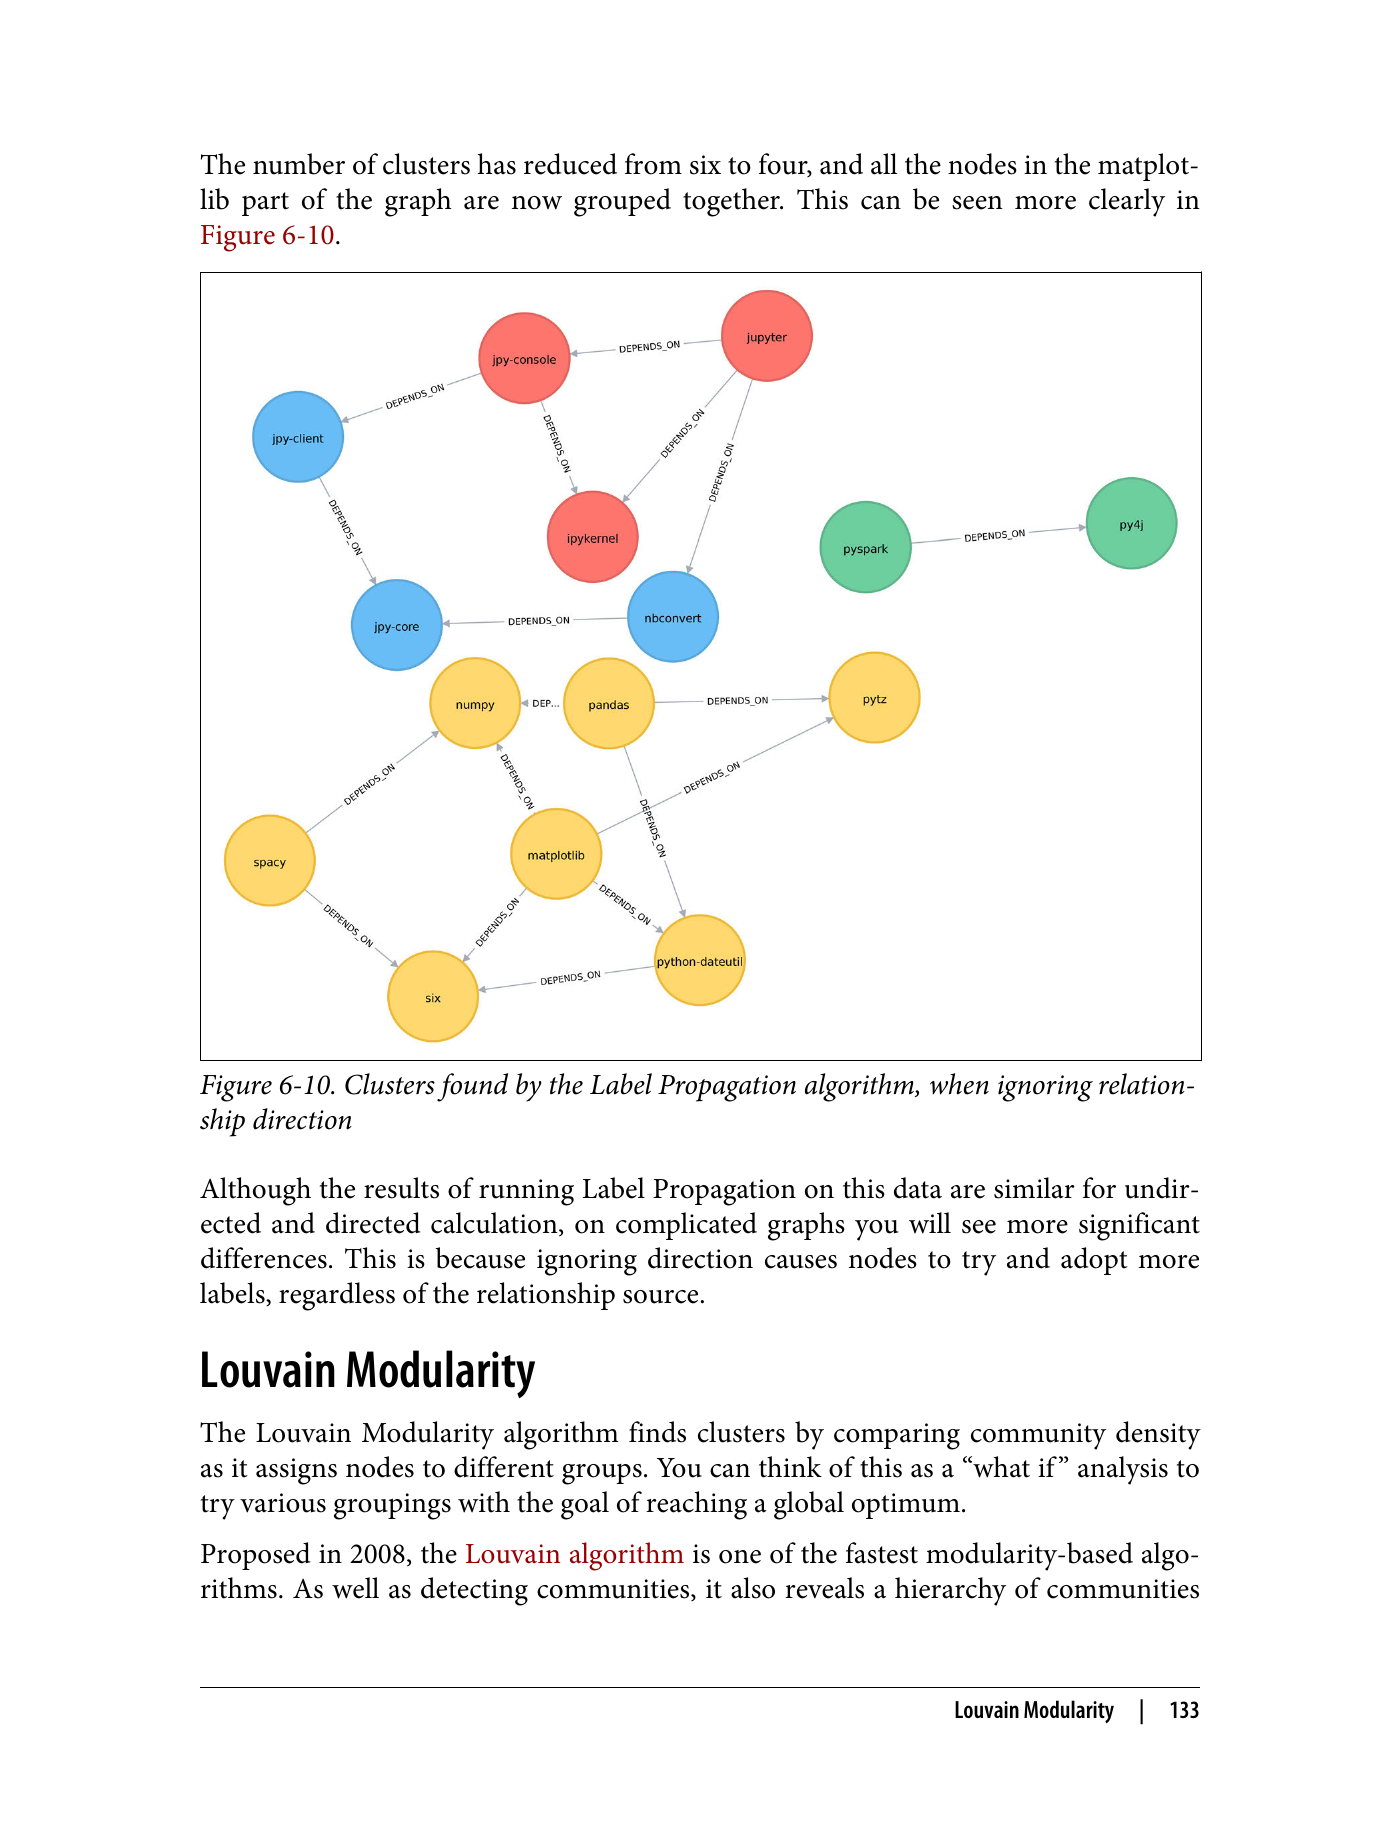 The number of clusters has reduced from six to four, and all the nodes in the matplot-
lib part of the graph are now grouped together. This can be seen more clearly in
Figure 6-10.
jupyter
jpy-console
DEPENDS_ON
DEPENDS_ON
jpy-client
DEPENDS_ON
DEPENDS_ON
DEPENDS_ON
DEPENDS_ON
ipykernel
pyspark
DEPENDS_ON
py4j
jpy-core
DEPENDS_ON
nbconvert
numpy
DEP...
pandas
DEPENDS_ON
pytz
DEPENDS_ON
DEPENDS_ON
DEPENDS_ON
DEPENDS_ON
spacy
matplotlib
DEPENDS_ON
DEPENDS_ON
DEPENDS_ON
python-dateutil
DEPENDS_ON
six
Figure 6-10. Clusters found by the Label Propagation algorithm, when ignoring relation-
ship direction
Although the results of running Label Propagation on this data are similar for undir-
ected and directed calculation, on complicated graphs you will see more significant
differences. This is because ignoring direction causes nodes to try and adopt more
labels, regardless of the relationship source.
Louvain Modularity
The Louvain Modularity algorithm finds clusters by comparing community density
as it assigns nodes to different groups. You can think of this as a “what if” analysis to
try various groupings with the goal of reaching a global optimum.
Proposed in 2008, the Louvain algorithm is one of the fastest modularity-based algo-
rithms. As well as detecting communities, it also reveals a hierarchy of communities
Louvain Modularity | 133